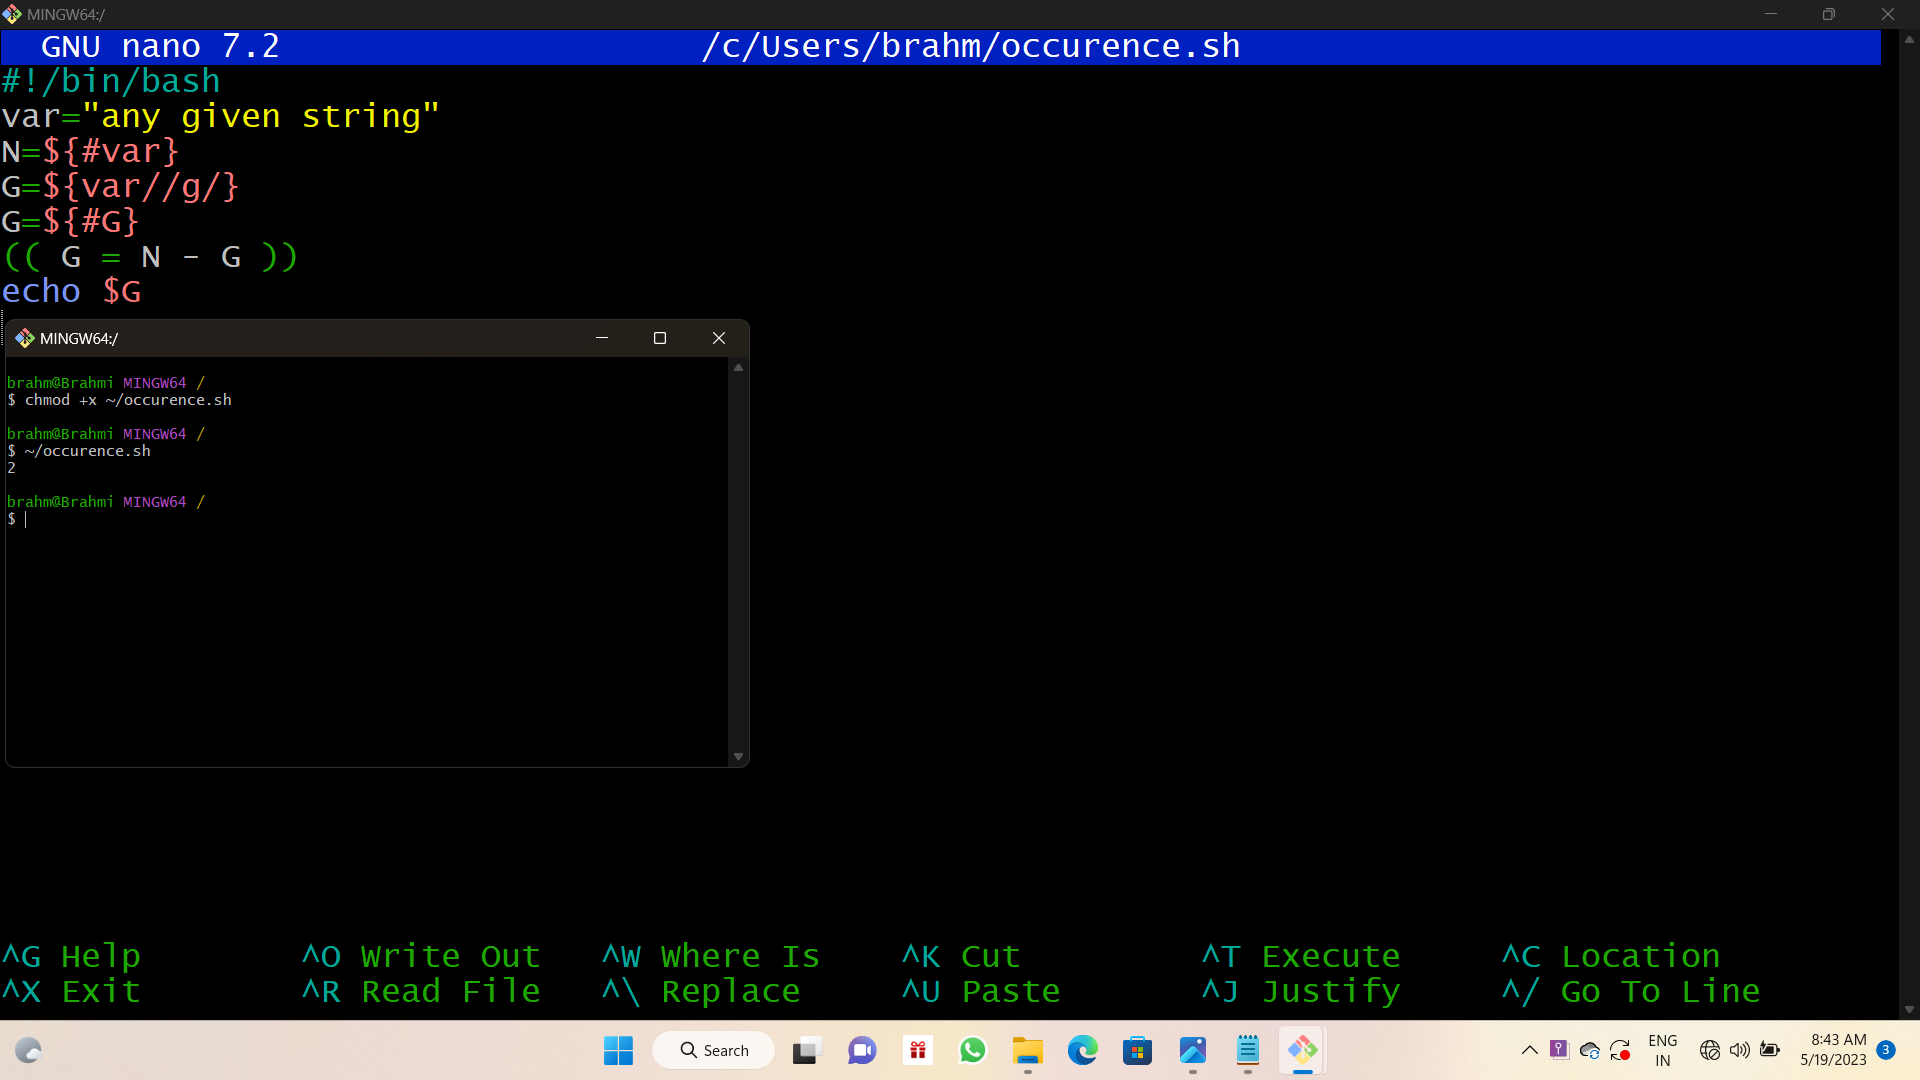 MINGW64:/
GNU nano 7.2 /c/Users/brahm/occurence.sh
#!/bin/bash
var="any given string"
N=${#var}
G=${var//g/}
G=${#G}
(( G = N - G ))
echo $G
MINGW64:/
brahm@Brahmi MINGW64 /
$ chmod +x ~/occurence.sh
brahm@Brahmi MINGW64 /
$ ~/occurence.sh
2
brahm@Brahmi MINGW64 /
$
^G Help ^O Write Out ^W Where Is ^K Cut ^T Execute ^C Location
^X Exit ^R Read File ^\ Replace ^U Paste ^J Justify ^/ Go To Line
Search
ENG
IN
8:43 AM
5/19/2023
3